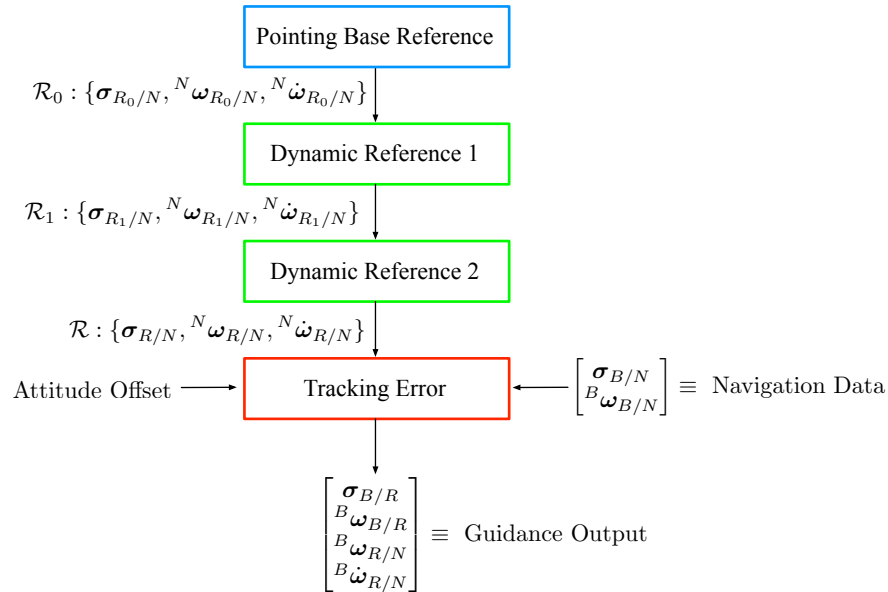 Pointing Base Reference
𝓡₀ : {𝝈_{R₀/N}, ᴺ𝝎_{R₀/N}, ᴺ𝝎̇_{R₀/N}}
Dynamic Reference 1
𝓡₁ : {𝝈_{R₁/N}, ᴺ𝝎_{R₁/N}, ᴺ𝝎̇_{R₁/N}}
Dynamic Reference 2
𝓡 : {𝝈_{R/N}, ᴺ𝝎_{R/N}, ᴺ𝝎̇_{R/N}}
Attitude Offset
Tracking Error
[𝝈_{B/N}
ᴮ𝝎_{B/N}] ≡ Navigation Data
[𝝈_{B/R}
ᴮ𝝎_{B/R}
ᴮ𝝎_{R/N}
ᴮ𝝎̇_{R/N}] ≡ Guidance Output